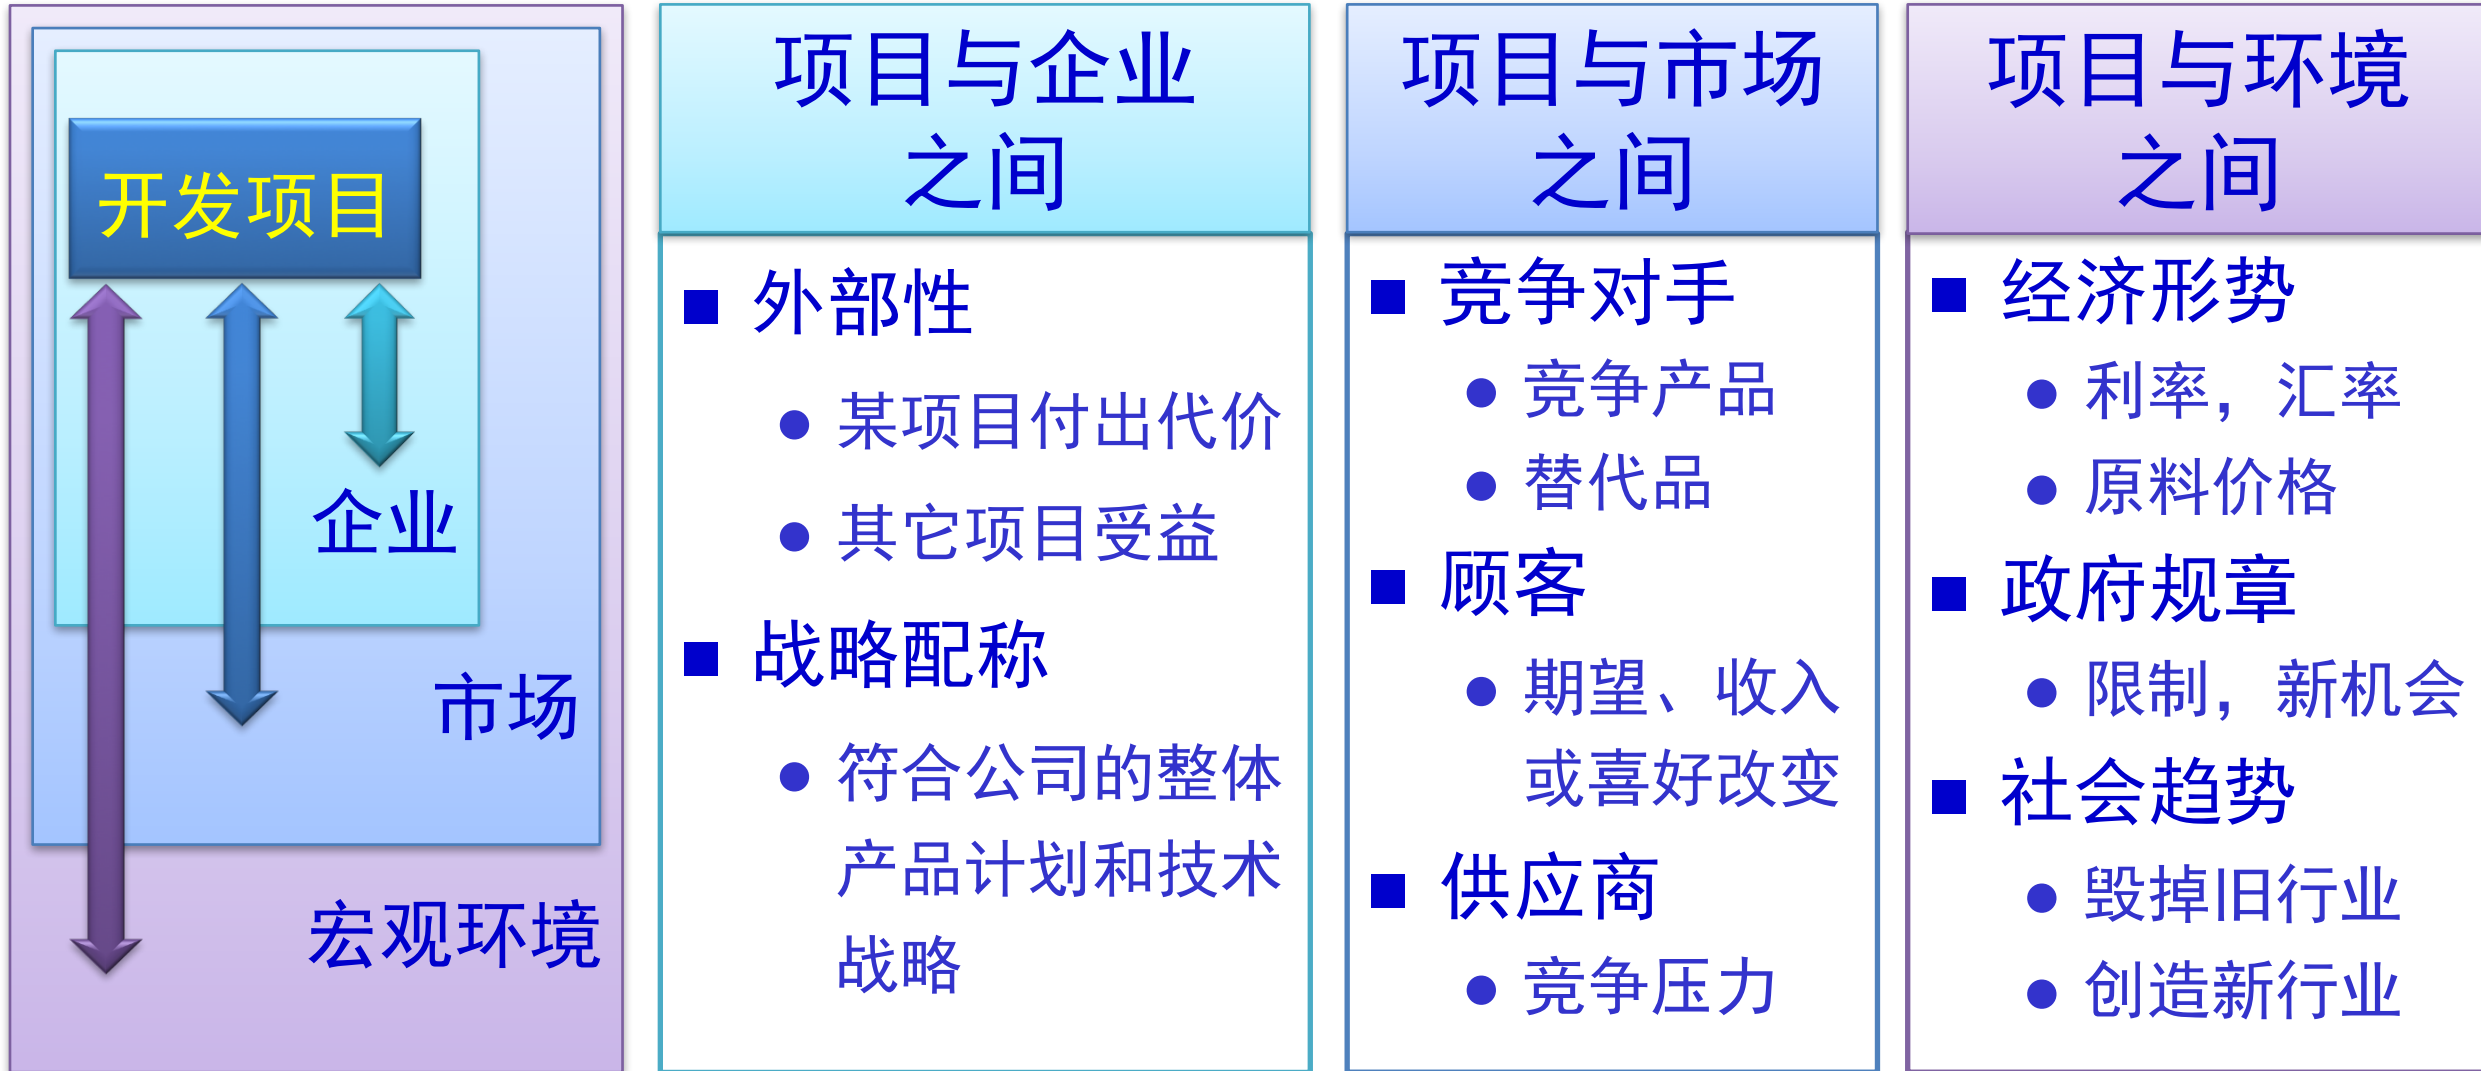 开发项目
企业
市场
宏观环境
项目与企业
之间
■ 外部性
● 某项目付出代价
● 其它项目受益
■ 战略配称
● 符合公司的整体
产品计划和技术
战略
项目与市场
之间
■ 竞争对手
● 竞争产品
● 替代品
■ 顾客
● 期望、收入
或喜好改变
■ 供应商
● 竞争压力
项目与环境
之间
■ 经济形势
● 利率，汇率
● 原料价格
■ 政府规章
● 限制，新机会
■ 社会趋势
● 毁掉旧行业
● 创造新行业